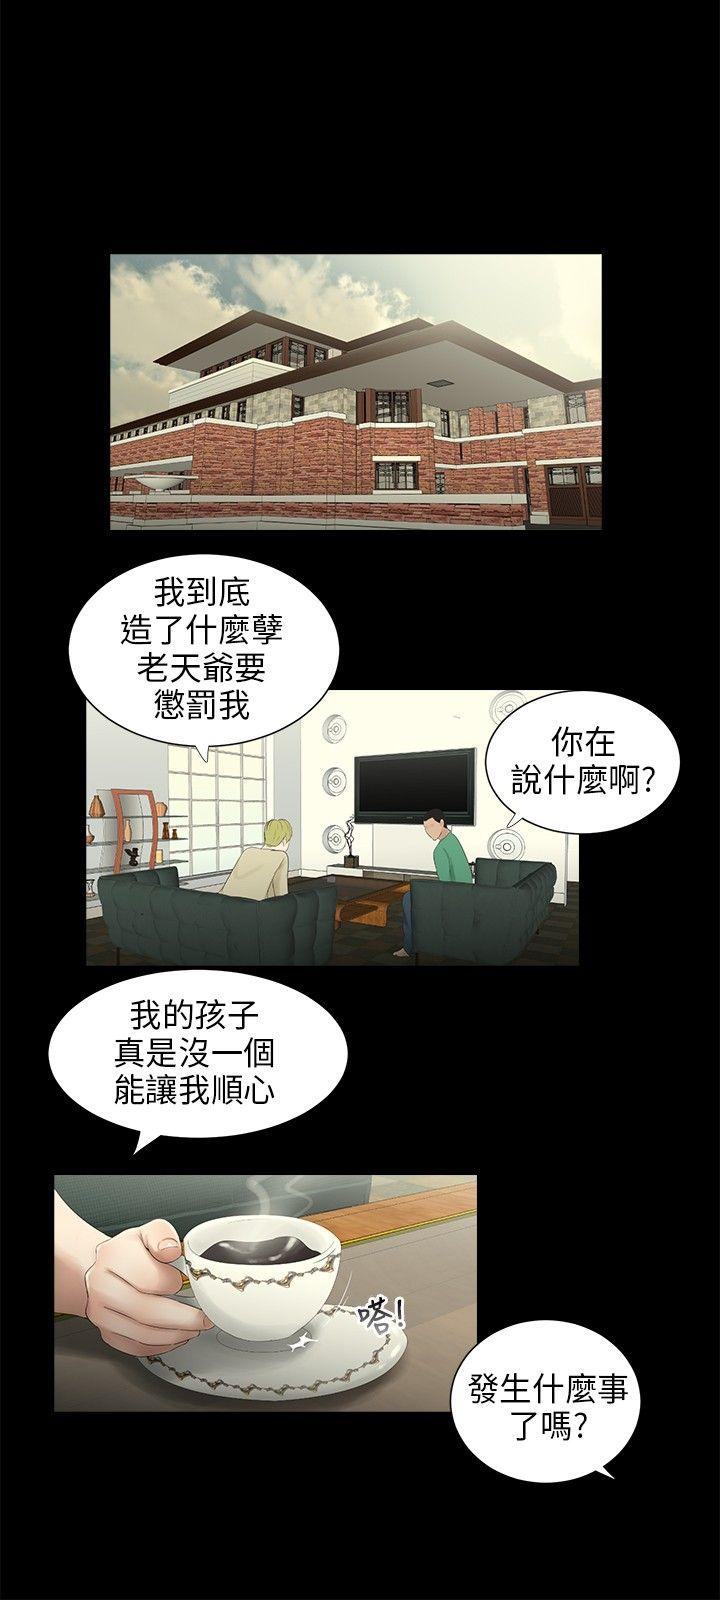 我到底
造了什麼孽
老天爺要
懲罰我
你在
說什麼啊?
我的孩子
真是沒一個
能讓我順心
嗒!
發生什麼事
了嗎?